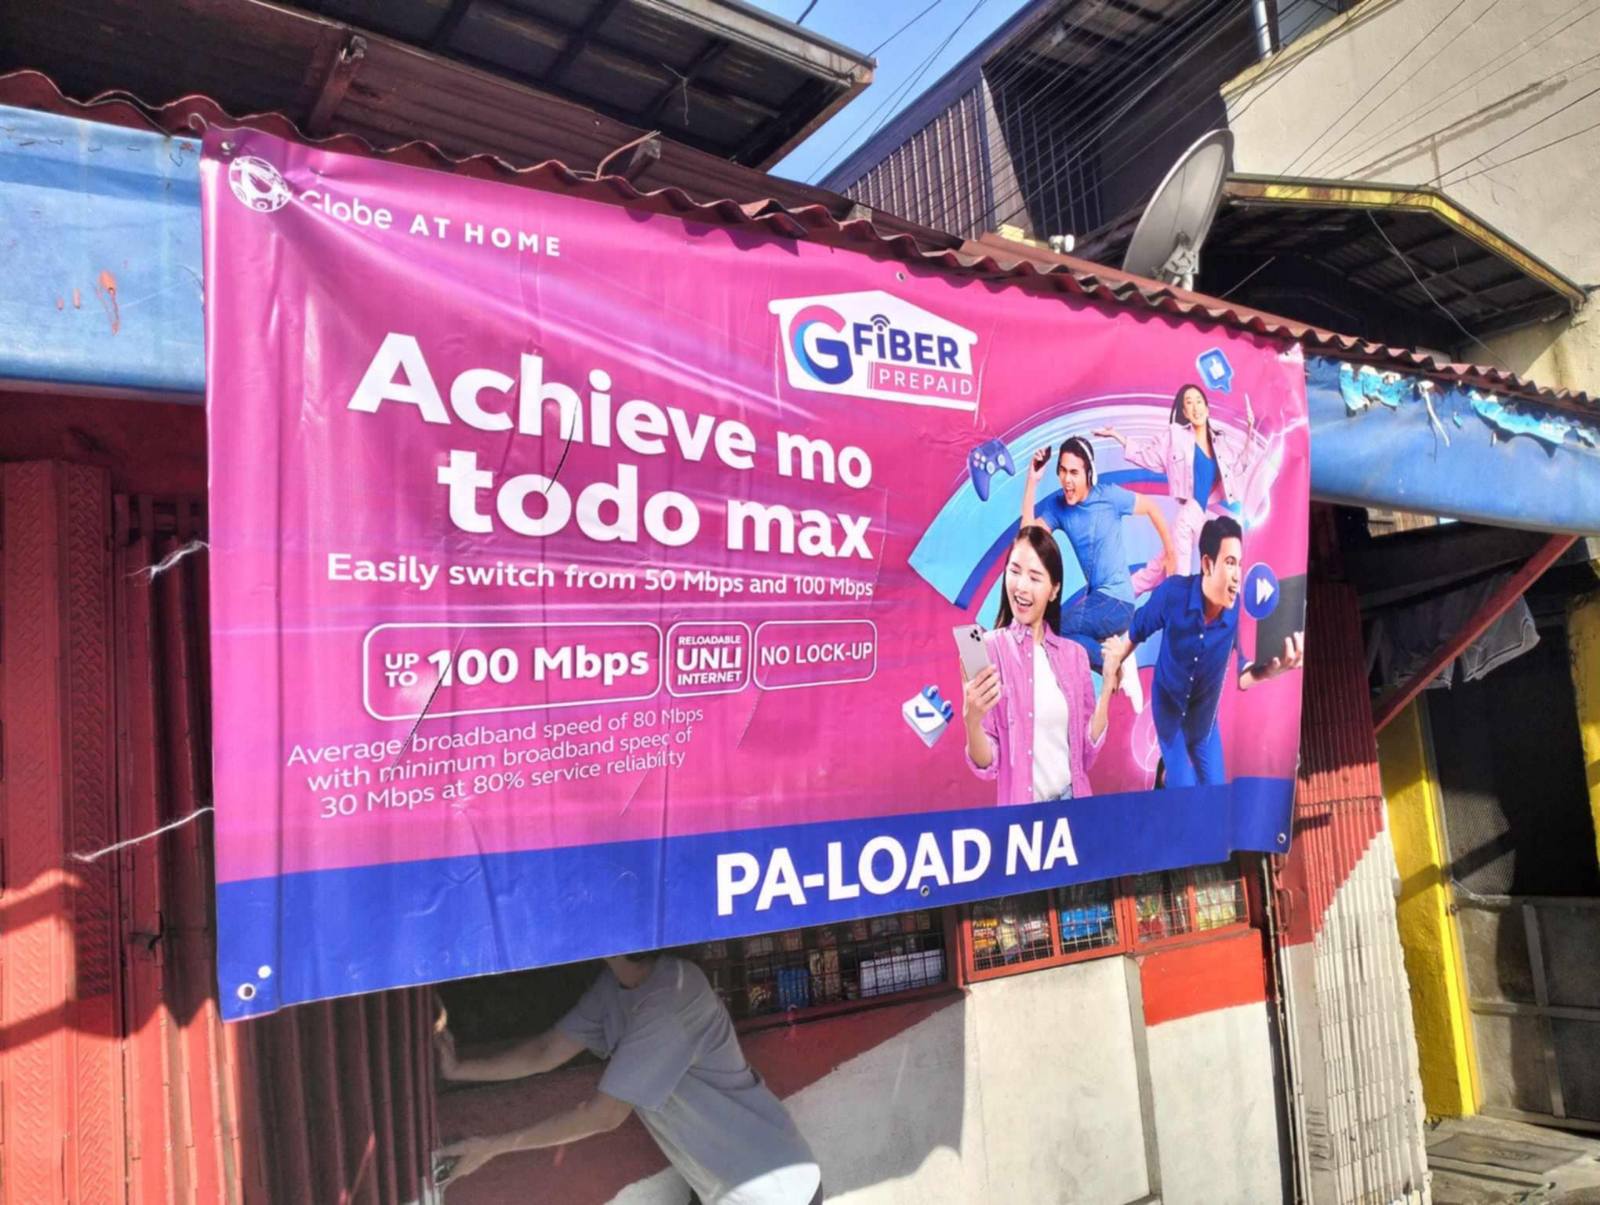 Globe AT HOME
GFiBER
PREPAID
Achieve mo
todo max
Easily switch from 50 Mbps and 100 Mbps
UP TO 100 Mbps
RELOADABLE
UNLI
INTERNET
NO LOCK-UP
Average broadband speed of 80 Mbps
with minimum broadband speed of
30 Mbps at 80% service reliabilty
PA-LOAD NA